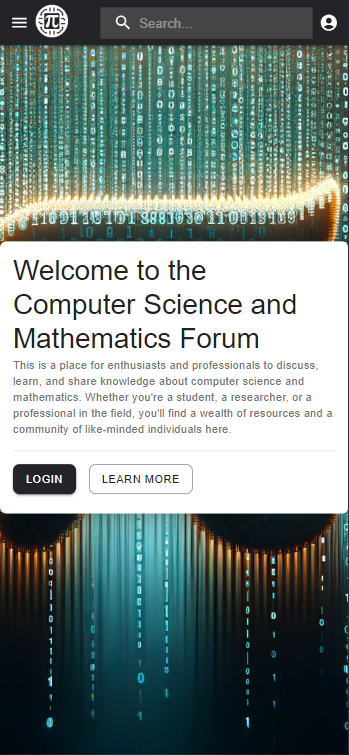 π
Search...
Welcome to the
Computer Science and
Mathematics Forum
This is a place for enthusiasts and professionals to discuss,
learn, and share knowledge about computer science and
mathematics. Whether you're a student, a researcher, or a
professional in the field, you'll find a wealth of resources and a
community of like-minded individuals here.
LOGIN
LEARN MORE